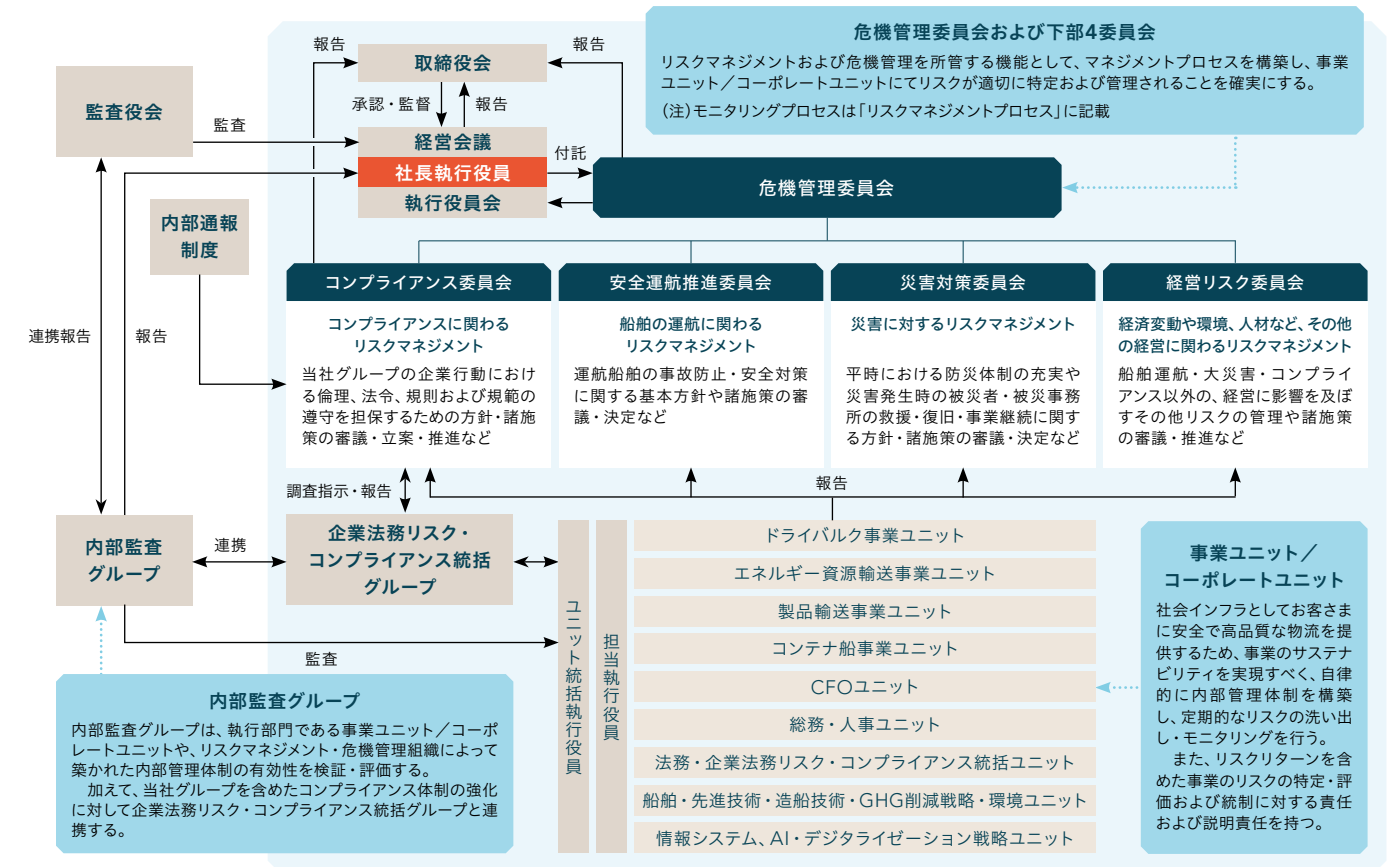 危機管理委員会および下部4委員会
リスクマネジメントおよび危機管理を所管する機能として、マネジメントプロセスを構築し、事業
ユニット／コーポレートユニットにてリスクが適切に特定および管理されることを確実にする。
（注）モニタリングプロセスは「リスクマネジメントプロセス」に記載
報告
報告
取締役会
承認・監督
報告
監査役会
監査
経営会議
社長執行役員
執行役員会
付託
危機管理委員会
内部通報
制度
連携報告
報告
コンプライアンス委員会
コンプライアンスに関わる
リスクマネジメント
当社グループの企業行動におけ
る倫理、法令、規則および規範の
遵守を担保するための方針・諸施
策の審議・立案・推進など
安全運航推進委員会
船舶の運航に関わる
リスクマネジメント
運航船舶の事故防止・安全対策
に関する基本方針や諸施策の審
議・決定など
災害対策委員会
災害に対するリスクマネジメント
平時における防災体制の充実や
災害発生時の被災者・被災事務
所の救援・復旧・事業継続に関す
る方針・諸施策の審議・決定など
経営リスク委員会
経済変動や環境、人材など、その他
の経営に関わるリスクマネジメント
船舶運航・大災害・コンプライ
アンス以外の、経営に影響を及ぼ
すその他リスクの管理や諸施策
の審議・推進など
調査指示・報告
報告
内部監査
グループ
連携
企業法務リスク・
コンプライアンス統括
グループ
監査
ユニット統括執行役員
担当執行役員
ドライバルク事業ユニット
エネルギー資源輸送事業ユニット
製品輸送事業ユニット
コンテナ船事業ユニット
CFOユニット
総務・人事ユニット
法務・企業法務リスク・コンプライアンス統括ユニット
船舶・先進技術・造船技術・GHG削減戦略・環境ユニット
情報システム、AI・デジタライゼーション戦略ユニット
事業ユニット／
コーポレートユニット
社会インフラとしてお客さま
に安全で高品質な物流を提
供するため、事業のサステナ
ビリティを実現すべく、自律
的に内部管理体制を構築
し、定期的なリスクの洗い出
し・モニタリングを行う。
また、リスクリターンを含
めた事業のリスクの特定・評
価および統制に対する責任
および説明責任を持つ。
内部監査グループ
内部監査グループは、執行部門である事業ユニット／コーポ
レートユニットや、リスクマネジメント・危機管理組織によって
築かれた内部管理体制の有効性を検証・評価する。
加えて、当社グループを含めたコンプライアンス体制の強化
に対して企業法務リスク・コンプライアンス統括グループと連
携する。